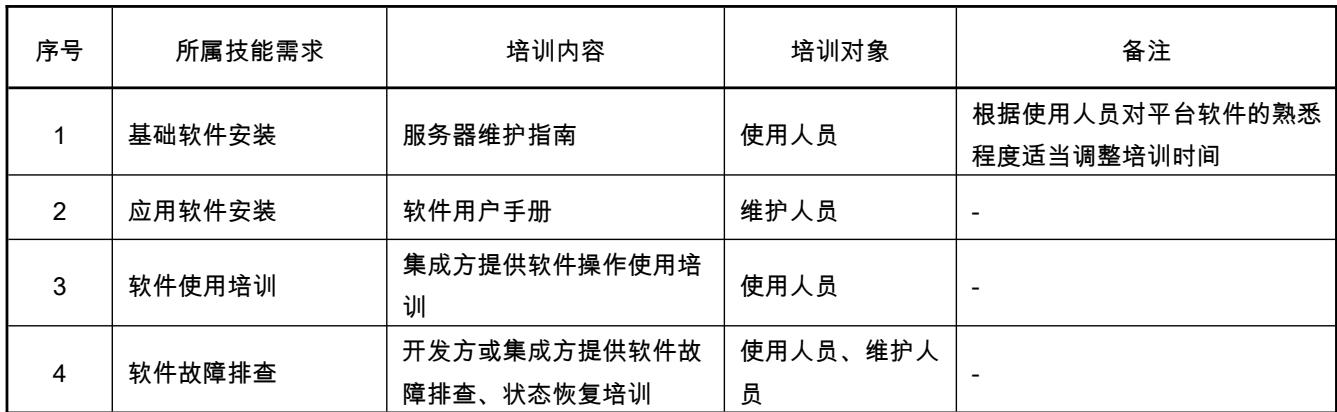 序号 所属技能需求 培训内容 培训对象 备注
1 基础软件安装 服务器维护指南 使用人员 根据使用人员对平台软件的熟悉
程度适当调整培训时间
2 应用软件安装 软件用户手册 维护人员 -
3 软件使用培训 集成方提供软件操作使用培
训 使用人员 -
4 软件故障排查 开发方或集成方提供软件故
障排查、状态恢复培训 使用人员、维护人
员 -